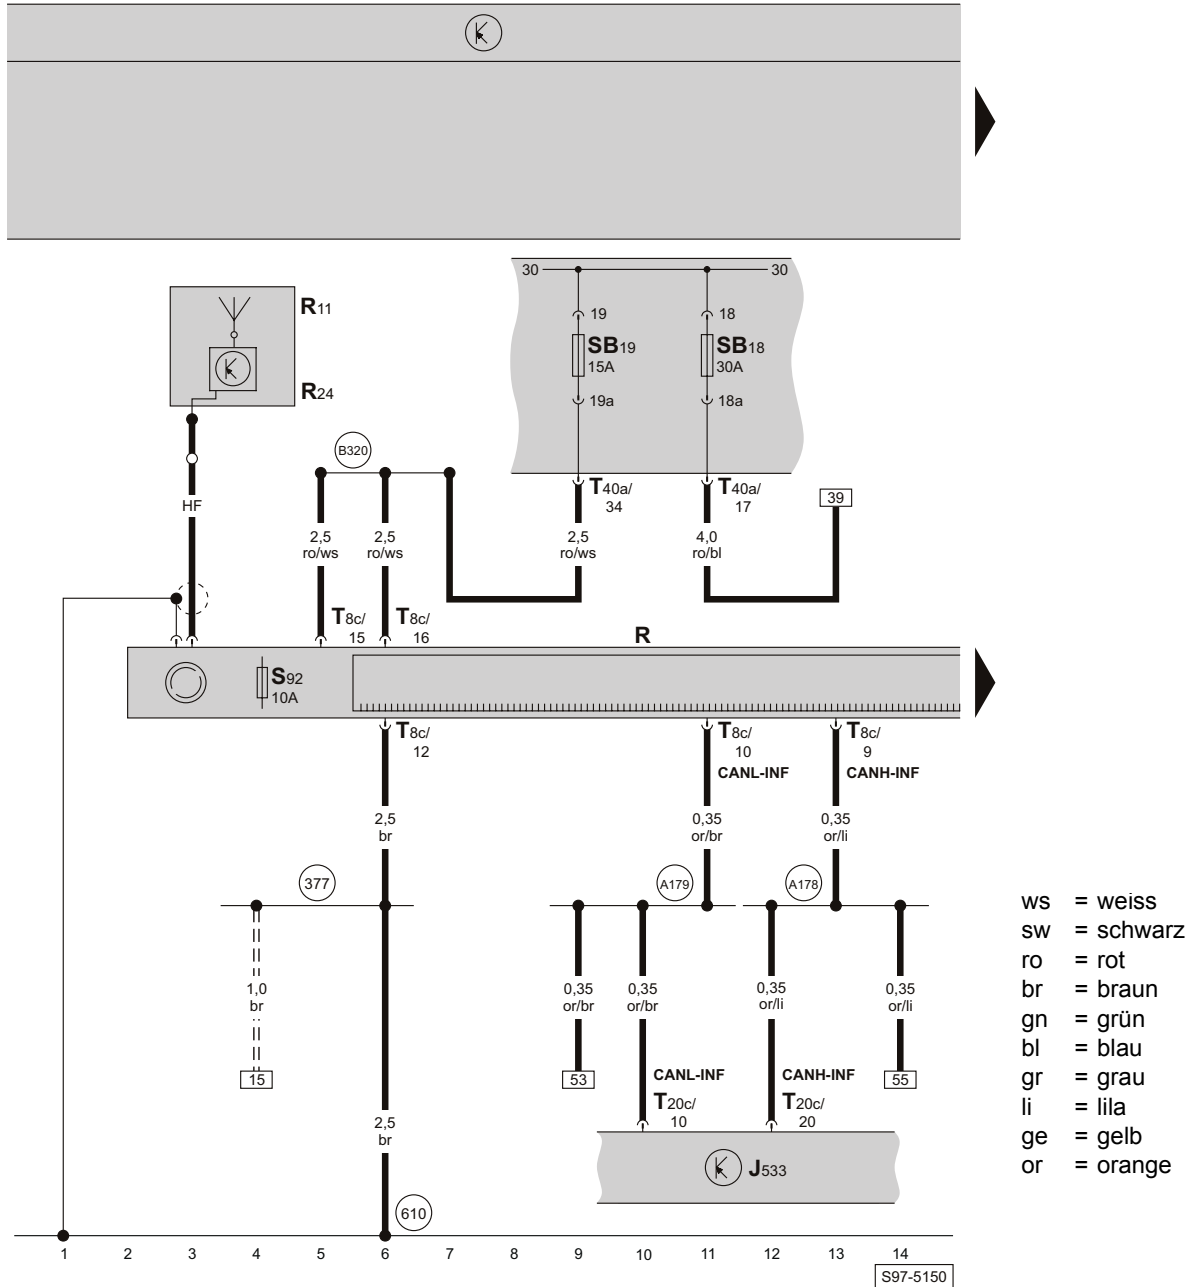 30 30
19 18
R11
SB19 SB18
15A 30A
R24
19a 18a
B320
T40a/ T40a/
34 17
39
HF
2,5 2,5 2,5 4,0
ro/ws ro/ws ro/ws ro/bl
T8c/ T8c/
15 16
R
S92
10A
T8c/ T8c/ T8c/
12 10 9
CANL-INF CANH-INF
2,5 0,35 0,35
br or/br or/li
377 A179 A178
ws = weiss
sw = schwarz
ro = rot
br = braun
gn = grün
bl = blau
gr = grau
li = lila
ge = gelb
or = orange
1,0 0,35 0,35 0,35 0,35
br or/br or/br or/li or/li
15 53 55
CANL-INF CANH-INF
T20c/ T20c/
10 20
2,5
br
J533
610
1 2 3 4 5 6 7 8 9 10 11 12 13 14
S97-5150